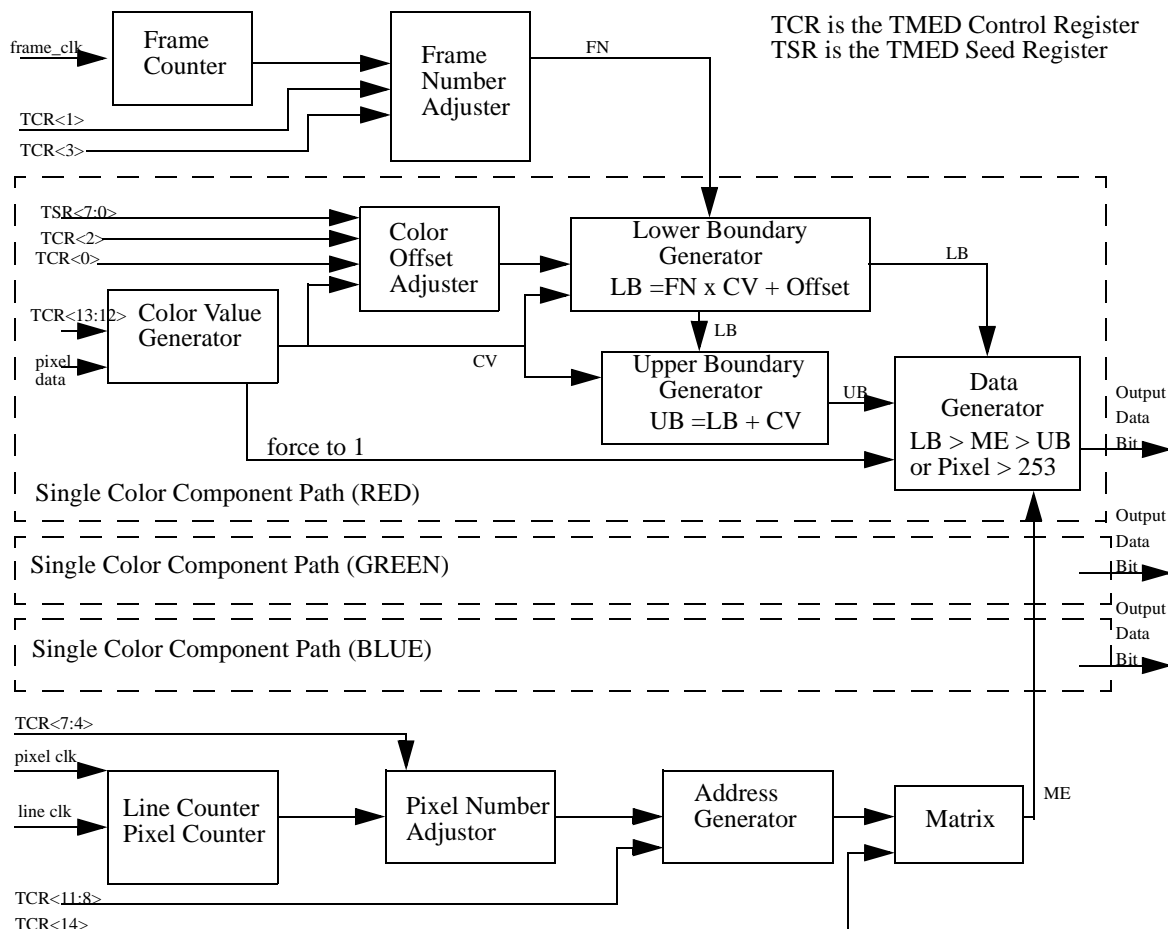 TCR is the TMED Control Register
TSR is the TMED Seed Register
frame_clk
Frame
Counter
Frame
Number
Adjuster
FN
TCR<1>
TCR<3>
TSR<7:0>
TCR<2>
TCR<0>
Color
Offset
Adjuster
Lower Boundary
Generator
LB =FN x CV + Offset
LB
TCR<13:12>
pixel
data
Color Value
Generator
CV
LB
Upper Boundary
Generator
UB =LB + CV
UB
Data
Generator
LB > ME > UB
or Pixel > 253
Output
Data
Bit
force to 1
Single Color Component Path (RED)
Single Color Component Path (GREEN)
Output
Data
Bit
Single Color Component Path (BLUE)
Output
Data
Bit
TCR<7:4>
pixel clk
line clk
Line Counter
Pixel Counter
Pixel Number
Adjustor
Address
Generator
Matrix
ME
TCR<11:8>
TCR<14>